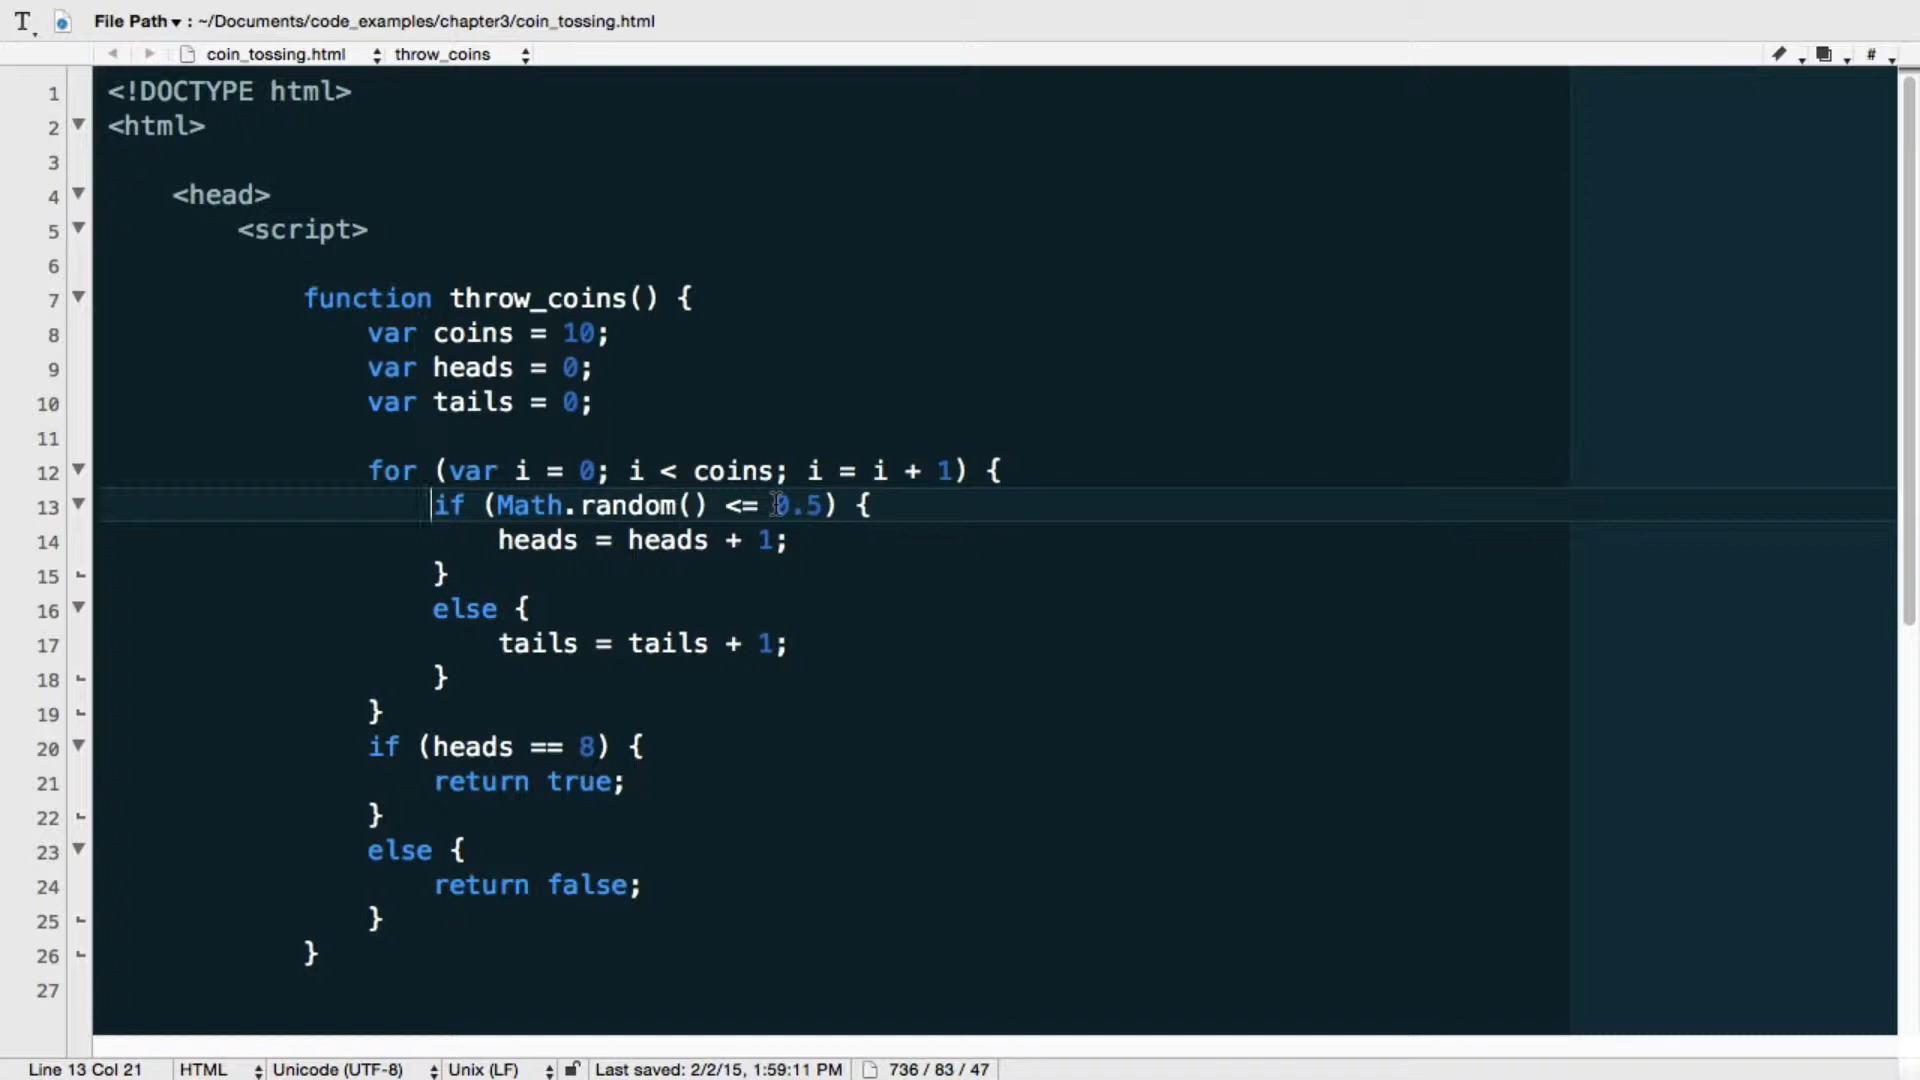 File Path ▾ : ~/Documents/code_examples/chapter3/coin_tossing.html
coin_tossing.html throw_coins #
1 <!DOCTYPE html>
2 <html>
3
4 <head>
5 <script>
6
7 function throw_coins() {
8 var coins = 10;
9 var heads = 0;
10 var tails = 0;
11
12 for (var i = 0; i < coins; i = i + 1) {
13 if (Math.random() <= 0.5) {
14 heads = heads + 1;
15 }
16 else {
17 tails = tails + 1;
18 }
19 }
20 if (heads == 8) {
21 return true;
22 }
23 else {
24 return false;
25 }
26 }
27
Line 13 Col 21 HTML Unicode (UTF-8) Unix (LF) Last saved: 2/2/15, 1:59:11 PM 736 / 83 / 47